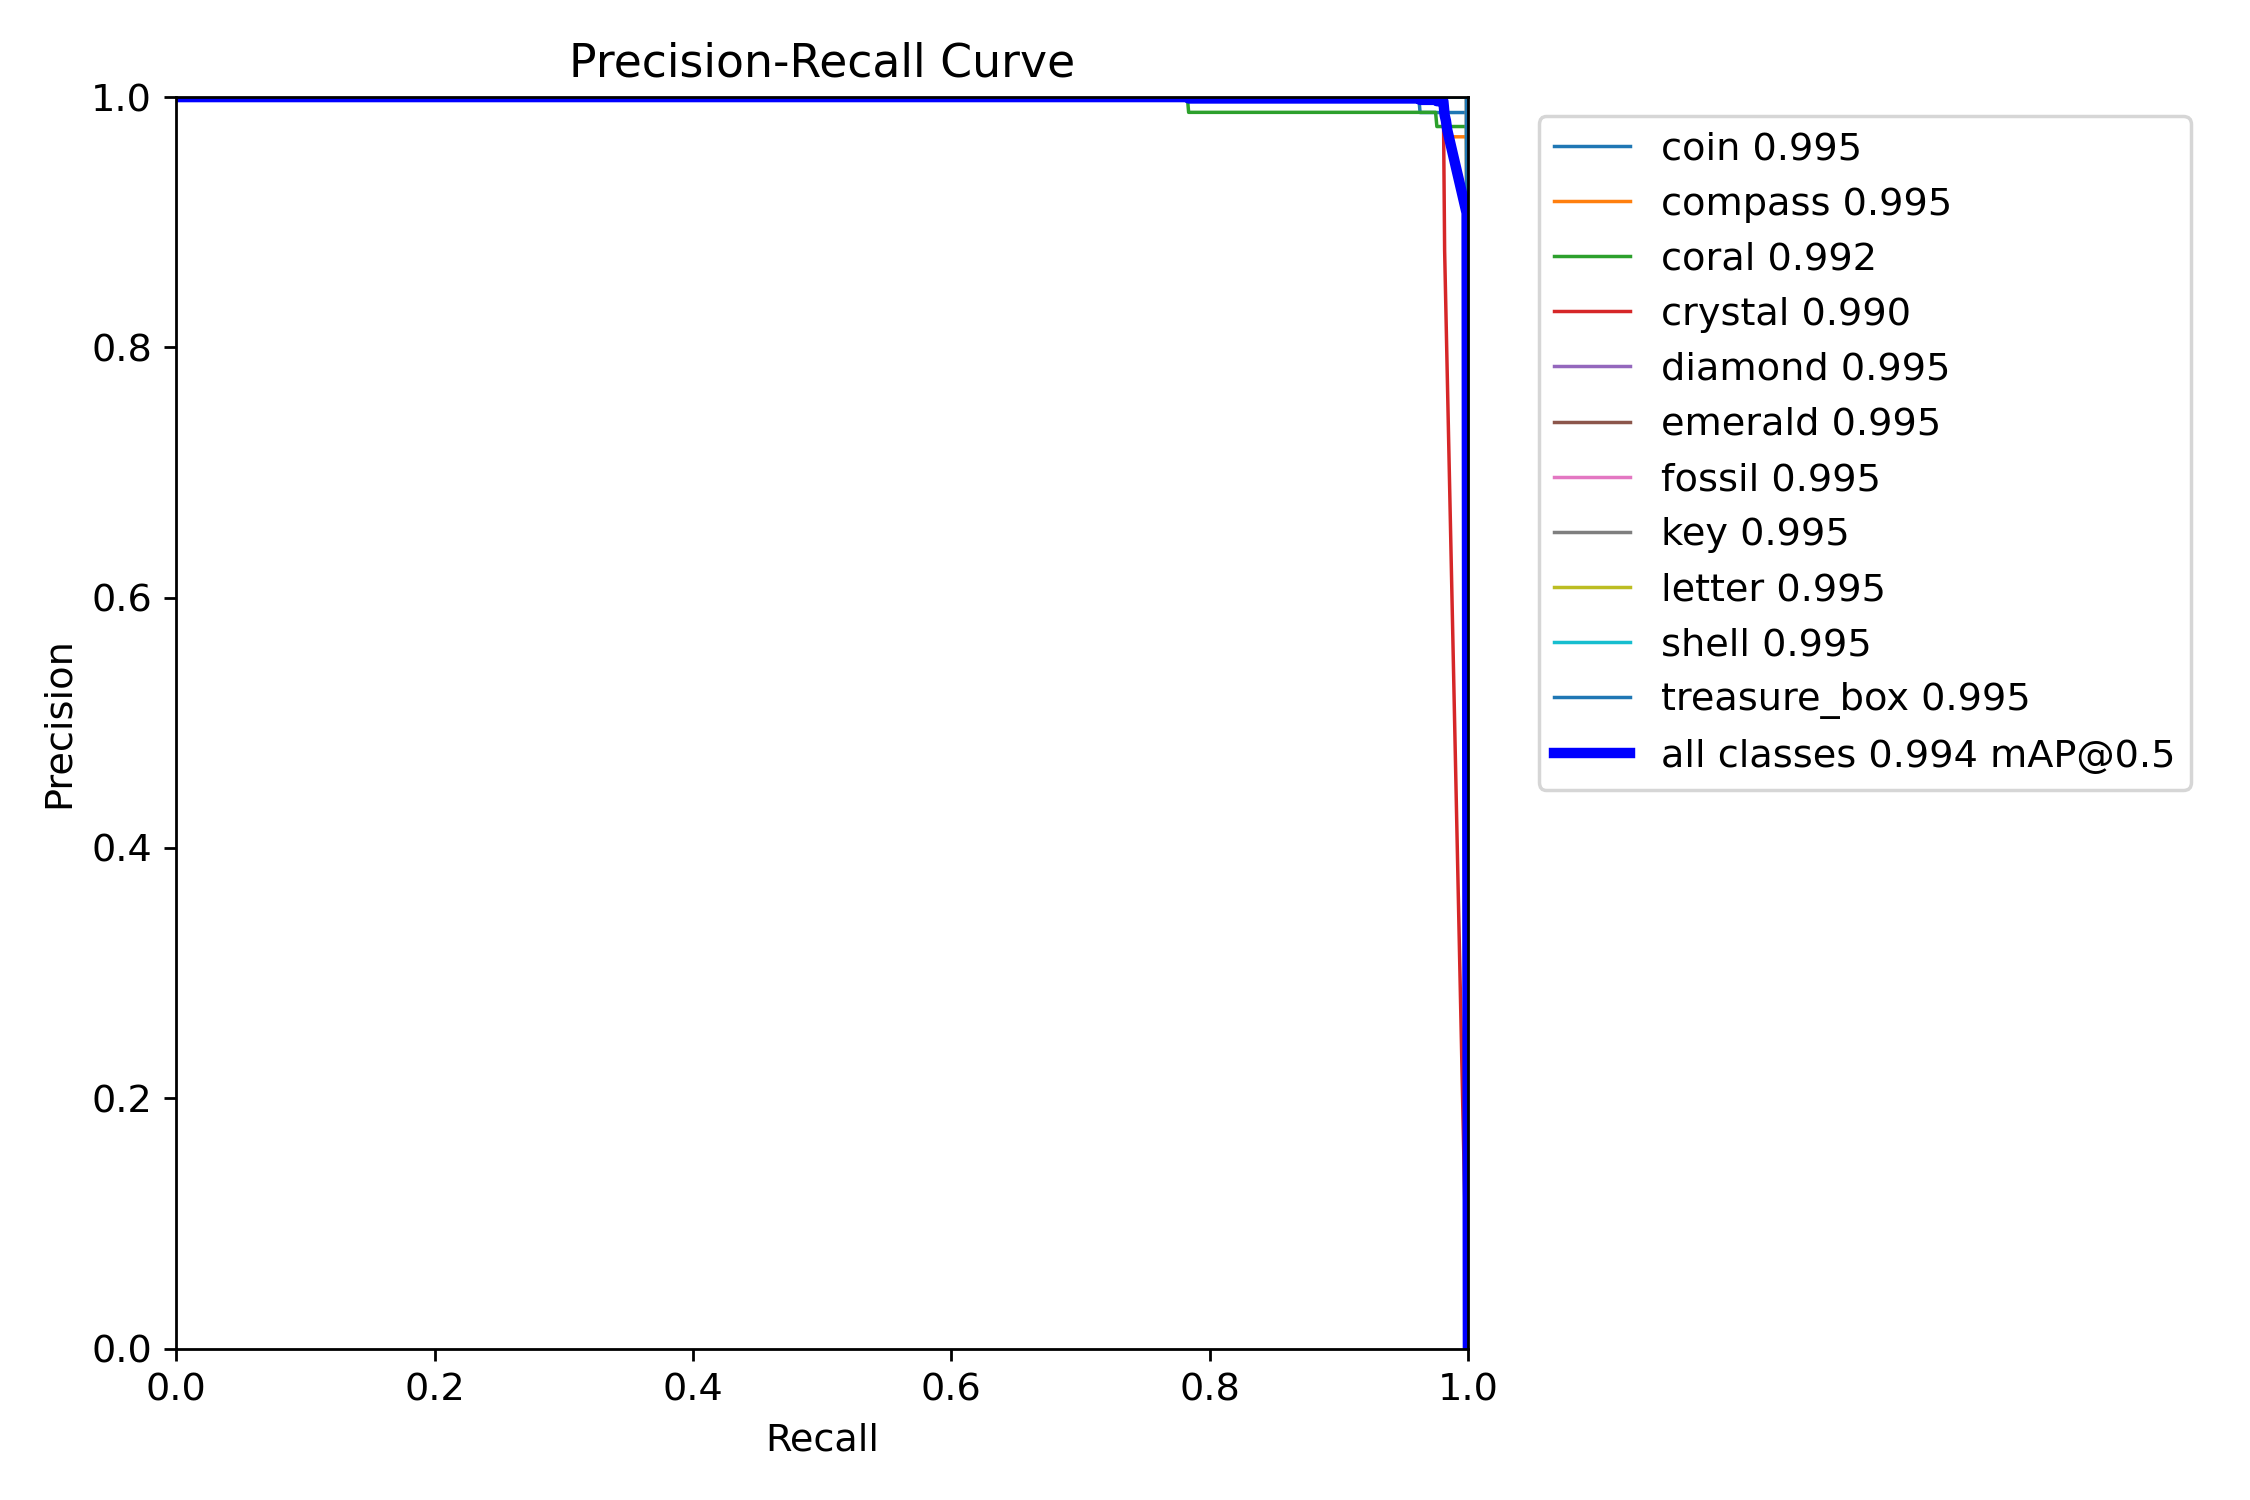 Precision-Recall Curve
1.0
0.8
0.6
0.4
0.2
0.0
Precision
0.0 0.2 0.4 0.6 0.8 1.0
Recall
coin 0.995
compass 0.995
coral 0.992
crystal 0.990
diamond 0.995
emerald 0.995
fossil 0.995
key 0.995
letter 0.995
shell 0.995
treasure_box 0.995
all classes 0.994 mAP@0.5